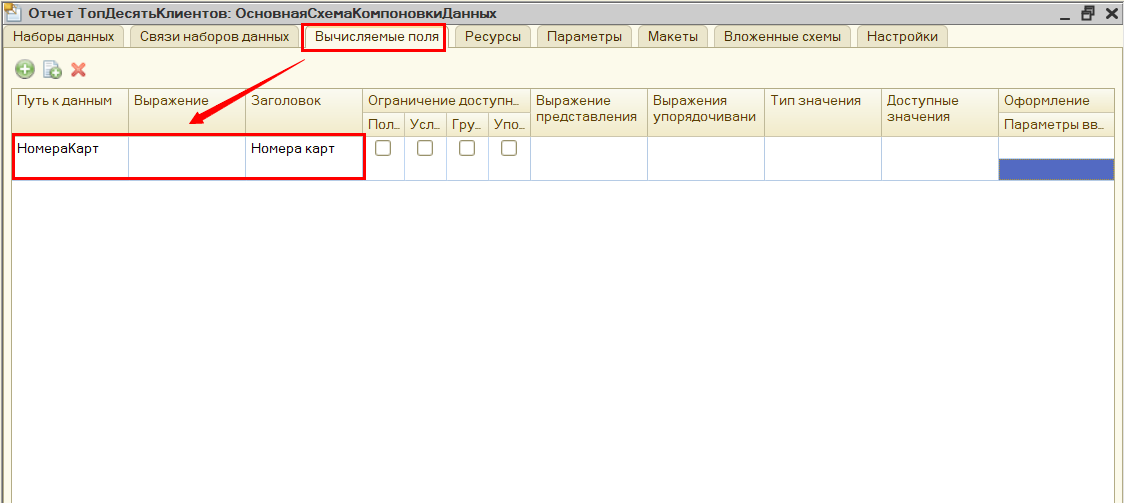 Отчет ТопДесятьКлиентов: ОсновнаяСхемаКомпоновкиДанных
Наборы данных Связи наборов данных Вычисляемые поля Ресурсы Параметры Макеты Вложенные схемы Настройки
Путь к данным Выражение Заголовок Ограничение доступн... Выражение представления Выражения упорядочивани Тип значения Доступные значения Оформление
Пол... Усл... Гру... Упо... Параметры вв...
НомераКарт Номера карт